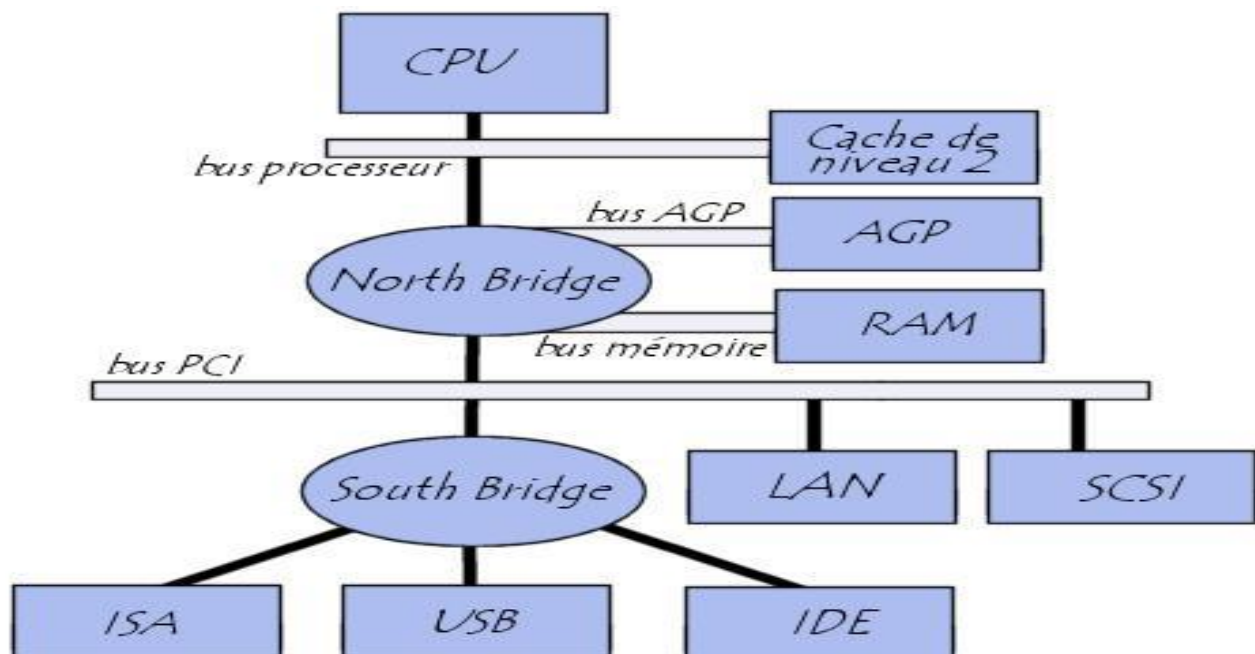 CPU
Cache de
niveau 2
bus processeur
bus AGP
AGP
North Bridge
RAM
bus mémoire
bus PCI
South Bridge
LAN
SCSI
ISA
USB
IDE